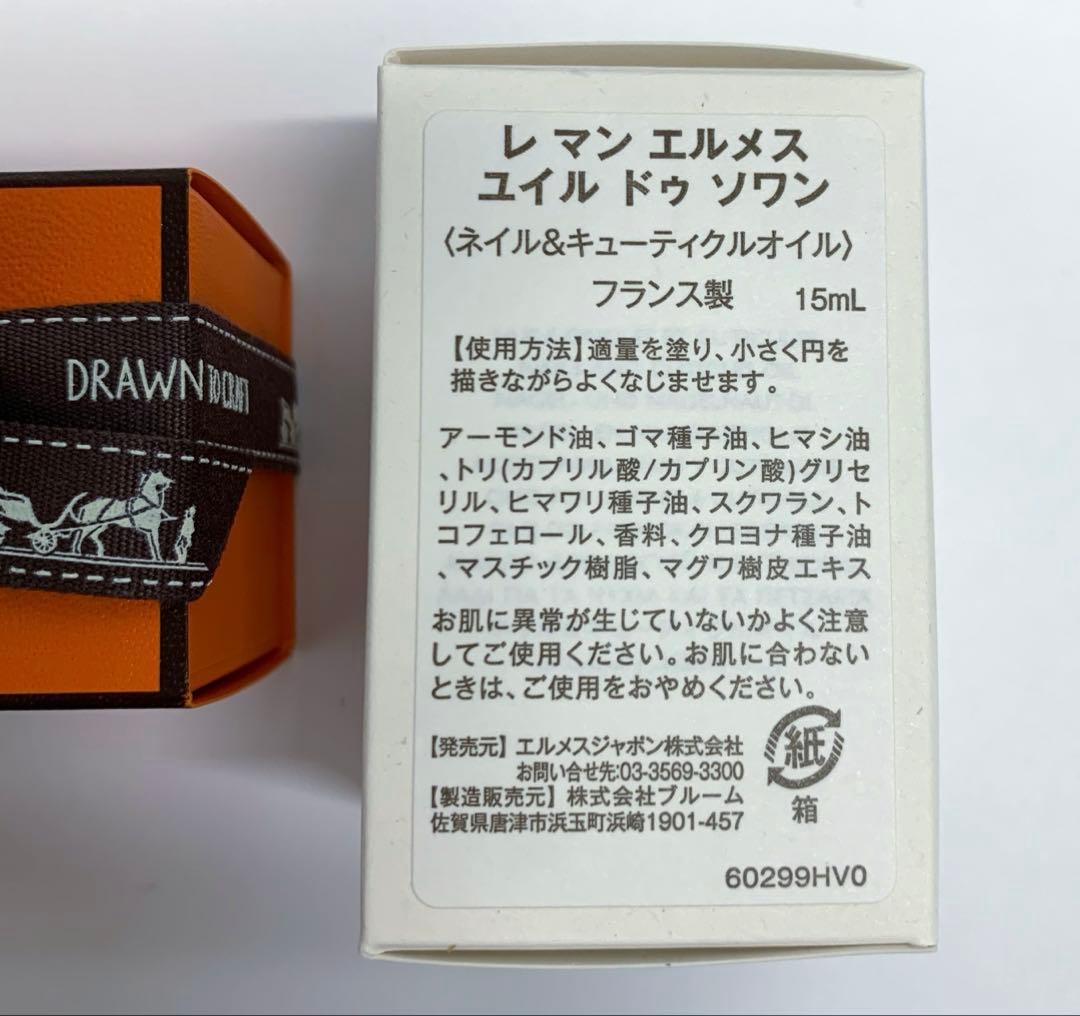 レ マン エルメス
ユイル ドゥ ソワン
〈ネイル&キューティクルオイル〉
フランス製 15mL
【使用方法】適量を塗り、小さく円を
描きながらよくなじませます。
アーモンド油、ゴマ種子油、ヒマシ油
、トリ(カプリル酸/カプリン酸)グリセ
リル、ヒマワリ種子油、スクワラン、ト
コフェロール、香料、クロヨナ種子油
、マスチック樹脂、マグワ樹皮エキス
お肌に異常が生じていないかよく注意
してご使用ください。お肌に合わない
ときは、ご使用をおやめください。
【発売元】エルメスジャポン株式会社
お問い合せ先:03-3569-3300
【製造販売元】株式会社ブルーム
佐賀県唐津市浜玉町浜崎1901-457
紙
箱
60299HV0
DRAWN TO CRAFT